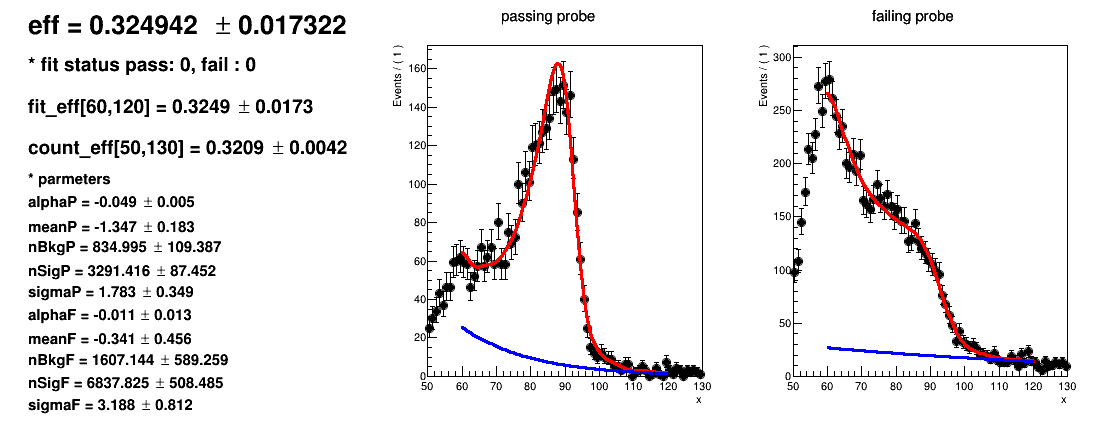 eff = 0.324942 ± 0.017322
* fit status pass: 0, fail : 0
fit_eff[60,120] = 0.3249 ± 0.0173
count_eff[50,130] = 0.3209 ± 0.0042
* parmeters
alphaP = -0.049 ± 0.005
meanP = -1.347 ± 0.183
nBkgP = 834.995 ± 109.387
nSigP = 3291.416 ± 87.452
sigmaP = 1.783 ± 0.349
alphaF = -0.011 ± 0.013
meanF = -0.341 ± 0.456
nBkgF = 1607.144 ± 589.259
nSigF = 6837.825 ± 508.485
sigmaF = 3.188 ± 0.812
passing probe
Events / ( 1 )
160
140
120
100
80
60
40
20
0
50 60 70 80 90 100 110 120 130
x
failing probe
Events / ( 1 )
300
250
200
150
100
50
0
50 60 70 80 90 100 110 120 130
x